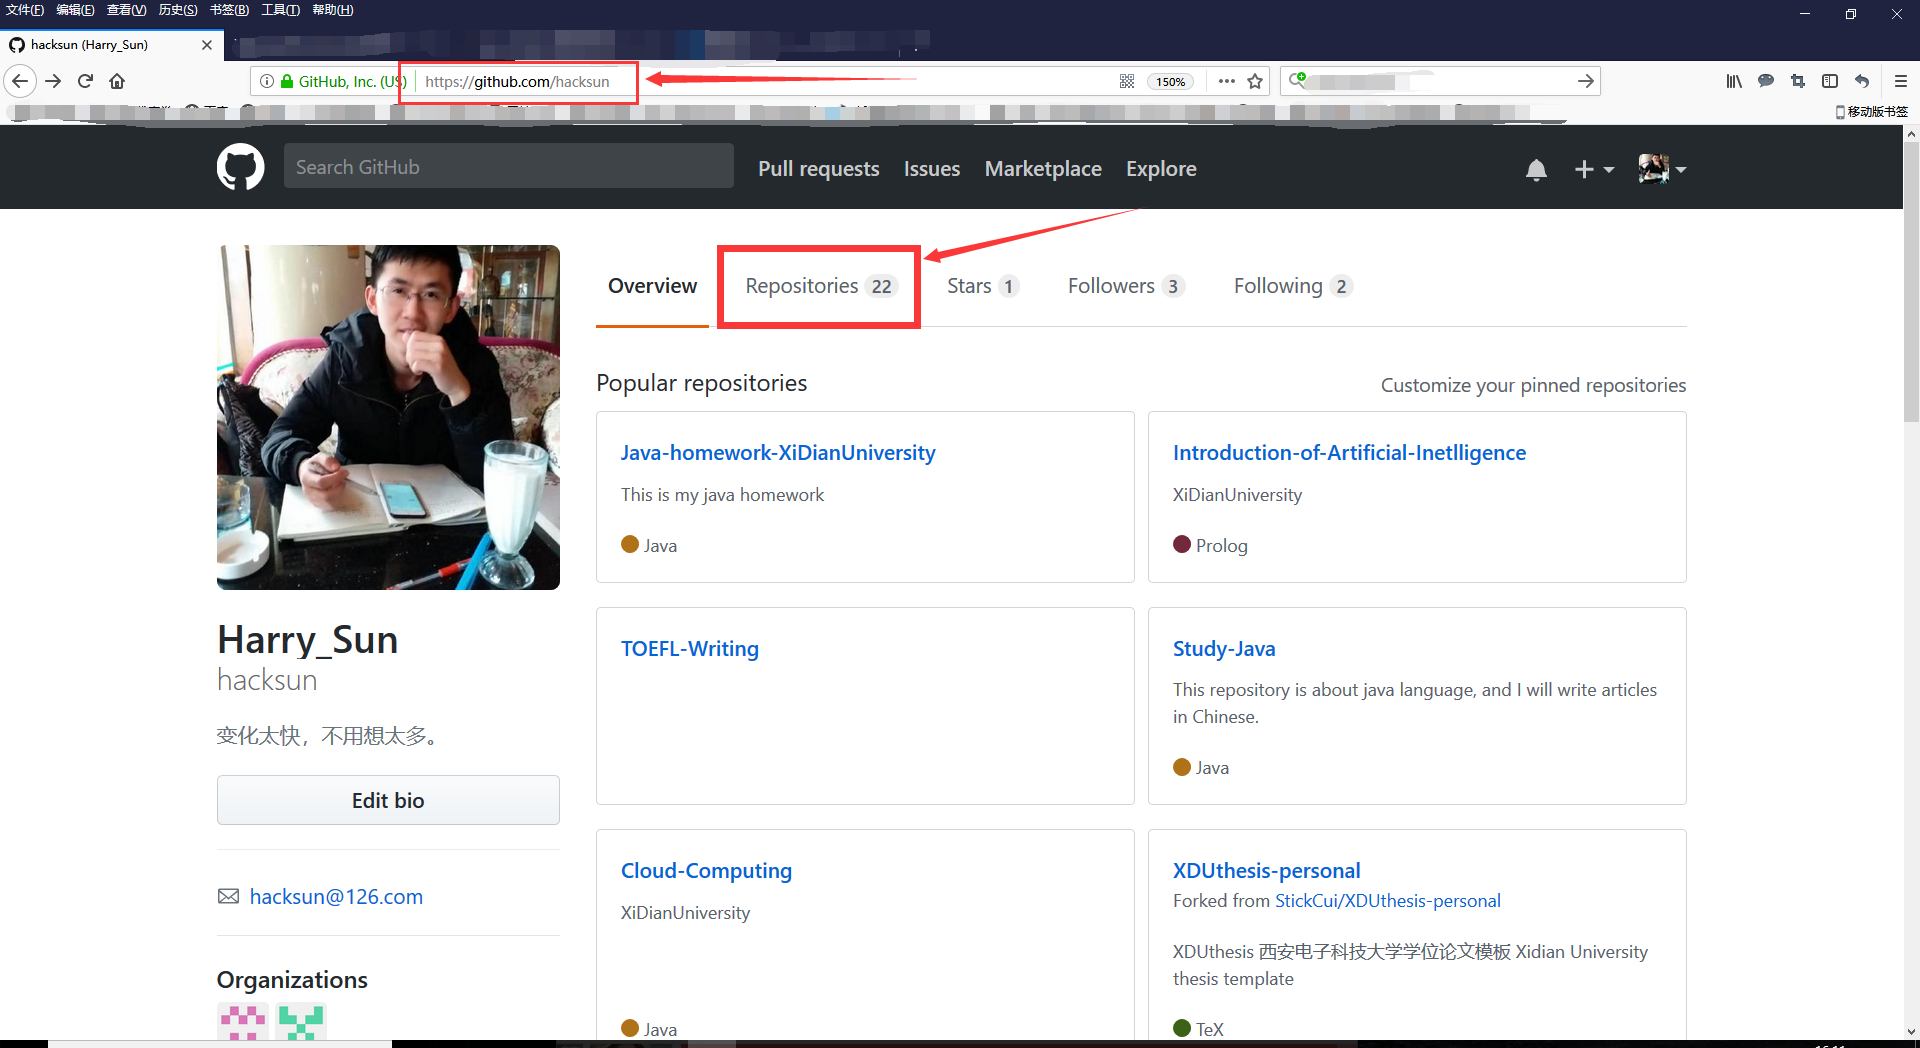 文件(F) 编辑(E) 查看(V) 历史(S) 书签(B) 工具(T) 帮助(H)
hacksun (Harry_Sun)
GitHub, Inc. (US) https://github.com/hacksun 150%
移动版书签
Search GitHub Pull requests Issues Marketplace Explore
Overview Repositories 22 Stars 1 Followers 3 Following 2
Popular repositories Customize your pinned repositories
Java-homework-XiDianUniversity
This is my java homework
Java
Introduction-of-Artificial-Inetlligence
XiDianUniversity
Prolog
TOEFL-Writing
Study-Java
This repository is about java language, and I will write articles
in Chinese.
Java
Cloud-Computing
XiDianUniversity
Java
XDUthesis-personal
Forked from StickCui/XDUthesis-personal
XDUthesis 西安电子科技大学学位论文模板 Xidian University
thesis template
TeX
Harry_Sun
hacksun
变化太快，不用想太多。
Edit bio
hacksun@126.com
Organizations